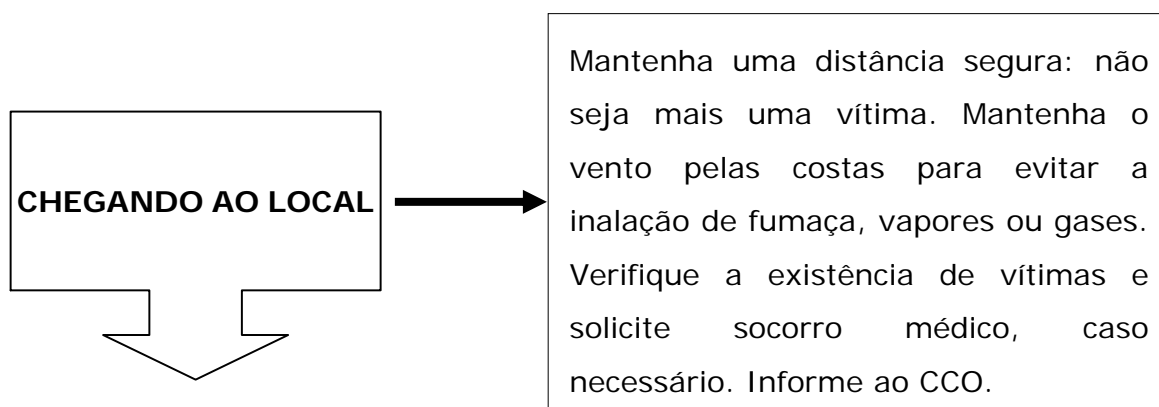 CHEGANDO AO LOCAL
Mantenha uma distância segura: não
seja mais uma vítima. Mantenha o
vento pelas costas para evitar a
inalação de fumaça, vapores ou gases.
Verifique a existência de vítimas e
solicite socorro médico, caso
necessário. Informe ao CCO.